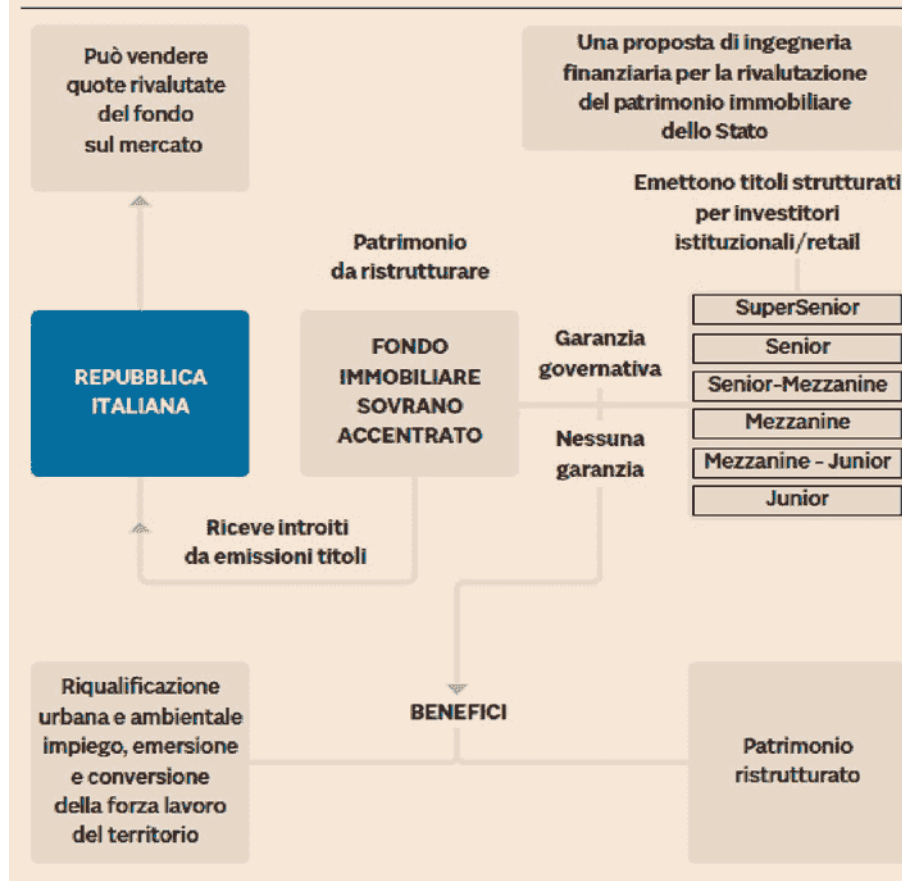 Può vendere
quote rivalutate
del fondo
sul mercato
Una proposta di ingegneria
finanziaria per la rivalutazione
del patrimonio immobiliare
dello Stato
Emettono titoli strutturati
per investitori
istituzionali/retail
Patrimonio
da ristrutturare
REPUBBLICA
ITALIANA
FONDO
IMMOBILIARE
SOVRANO
ACCENTRATO
Garanzia
governativa
Nessuna
garanzia
SuperSenior
Senior
Senior-Mezzanine
Mezzanine
Mezzanine - Junior
Junior
Riceve introiti
da emissioni titoli
BENEFICI
Riqualificazione
urbana e ambientale
impiego, emersione
e conversione
della forza lavoro
del territorio
Patrimonio
ristrutturato